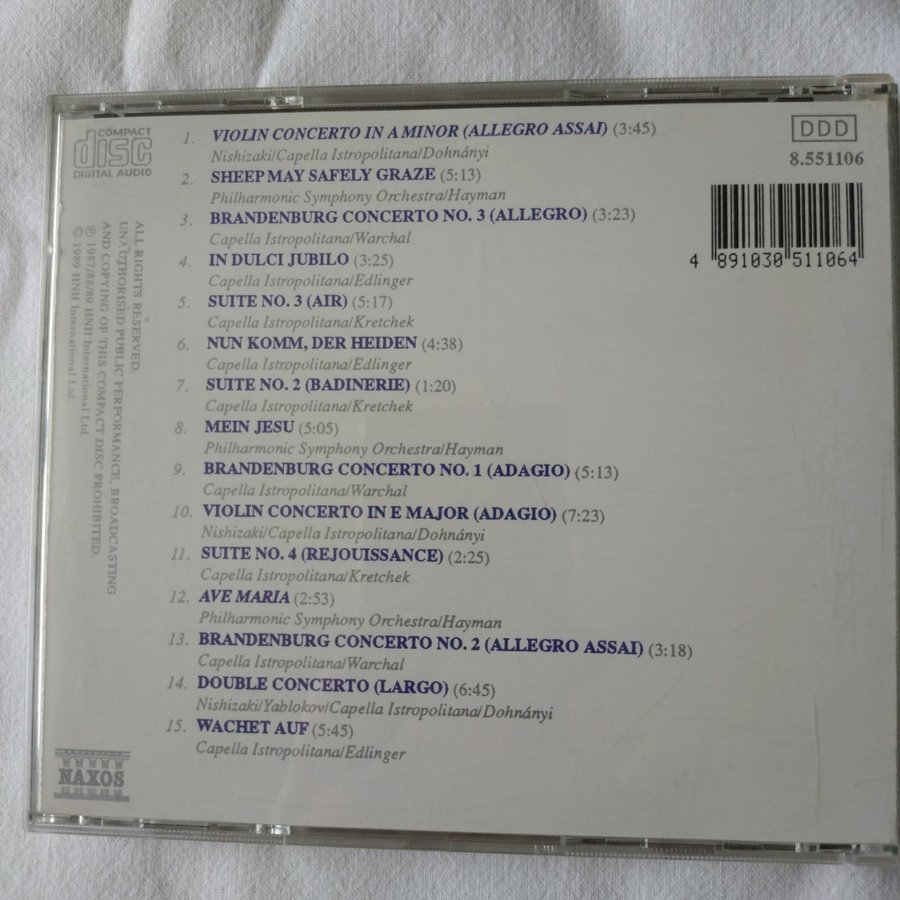 COMPACT
disc
DIGITAL AUDIO
1. VIOLIN CONCERTO IN A MINOR (ALLEGRO ASSAI) (3:45)
Nishizaki/Capella Istropolitana/Dohnányi
2. SHEEP MAY SAFELY GRAZE (5:13)
Philharmonic Symphony Orchestra/Hayman
3. BRANDENBURG CONCERTO NO. 3 (ALLEGRO) (3:23)
Capella Istropolitana/Warchal
4. IN DULCI JUBILO (3:25)
Capella Istropolitana/Edlinger
5. SUITE NO. 3 (AIR) (5:17)
Capella Istropolitana/Kretchek
6. NUN KOMM, DER HEIDEN (4:38)
Capella Istropolitana/Edlinger
7. SUITE NO. 2 (BADINERIE) (1:20)
Capella Istropolitana/Kretchek
8. MEIN JESU (5:05)
Philharmonic Symphony Orchestra/Hayman
9. BRANDENBURG CONCERTO NO. 1 (ADAGIO) (5:13)
Capella Istropolitana/Warchal
10. VIOLIN CONCERTO IN E MAJOR (ADAGIO) (7:23)
Nishizaki/Capella Istropolitana/Dohnányi
11. SUITE NO. 4 (REJOUISSANCE) (2:25)
Capella Istropolitana/Kretchek
12. AVE MARIA (2:53)
Philharmonic Symphony Orchestra/Hayman
13. BRANDENBURG CONCERTO NO. 2 (ALLEGRO ASSAI) (3:18)
Capella Istropolitana/Warchal
14. DOUBLE CONCERTO (LARGO) (6:45)
Nishizaki/Yablokov/Capella Istropolitana/Dohnányi
15. WACHET AUF (5:45)
Capella Istropolitana/Edlinger
DDD
8.551106
4 891030 511064
ALL RIGHTS RESERVED.
UNAUTHORISED PUBLIC PERFORMANCE, BROADCASTING
AND COPYING OF THIS COMPACT DISC PROHIBITED.
℗ 1987/88/89 HNH International Ltd.
© 1989 HNH International Ltd.
NAXOS